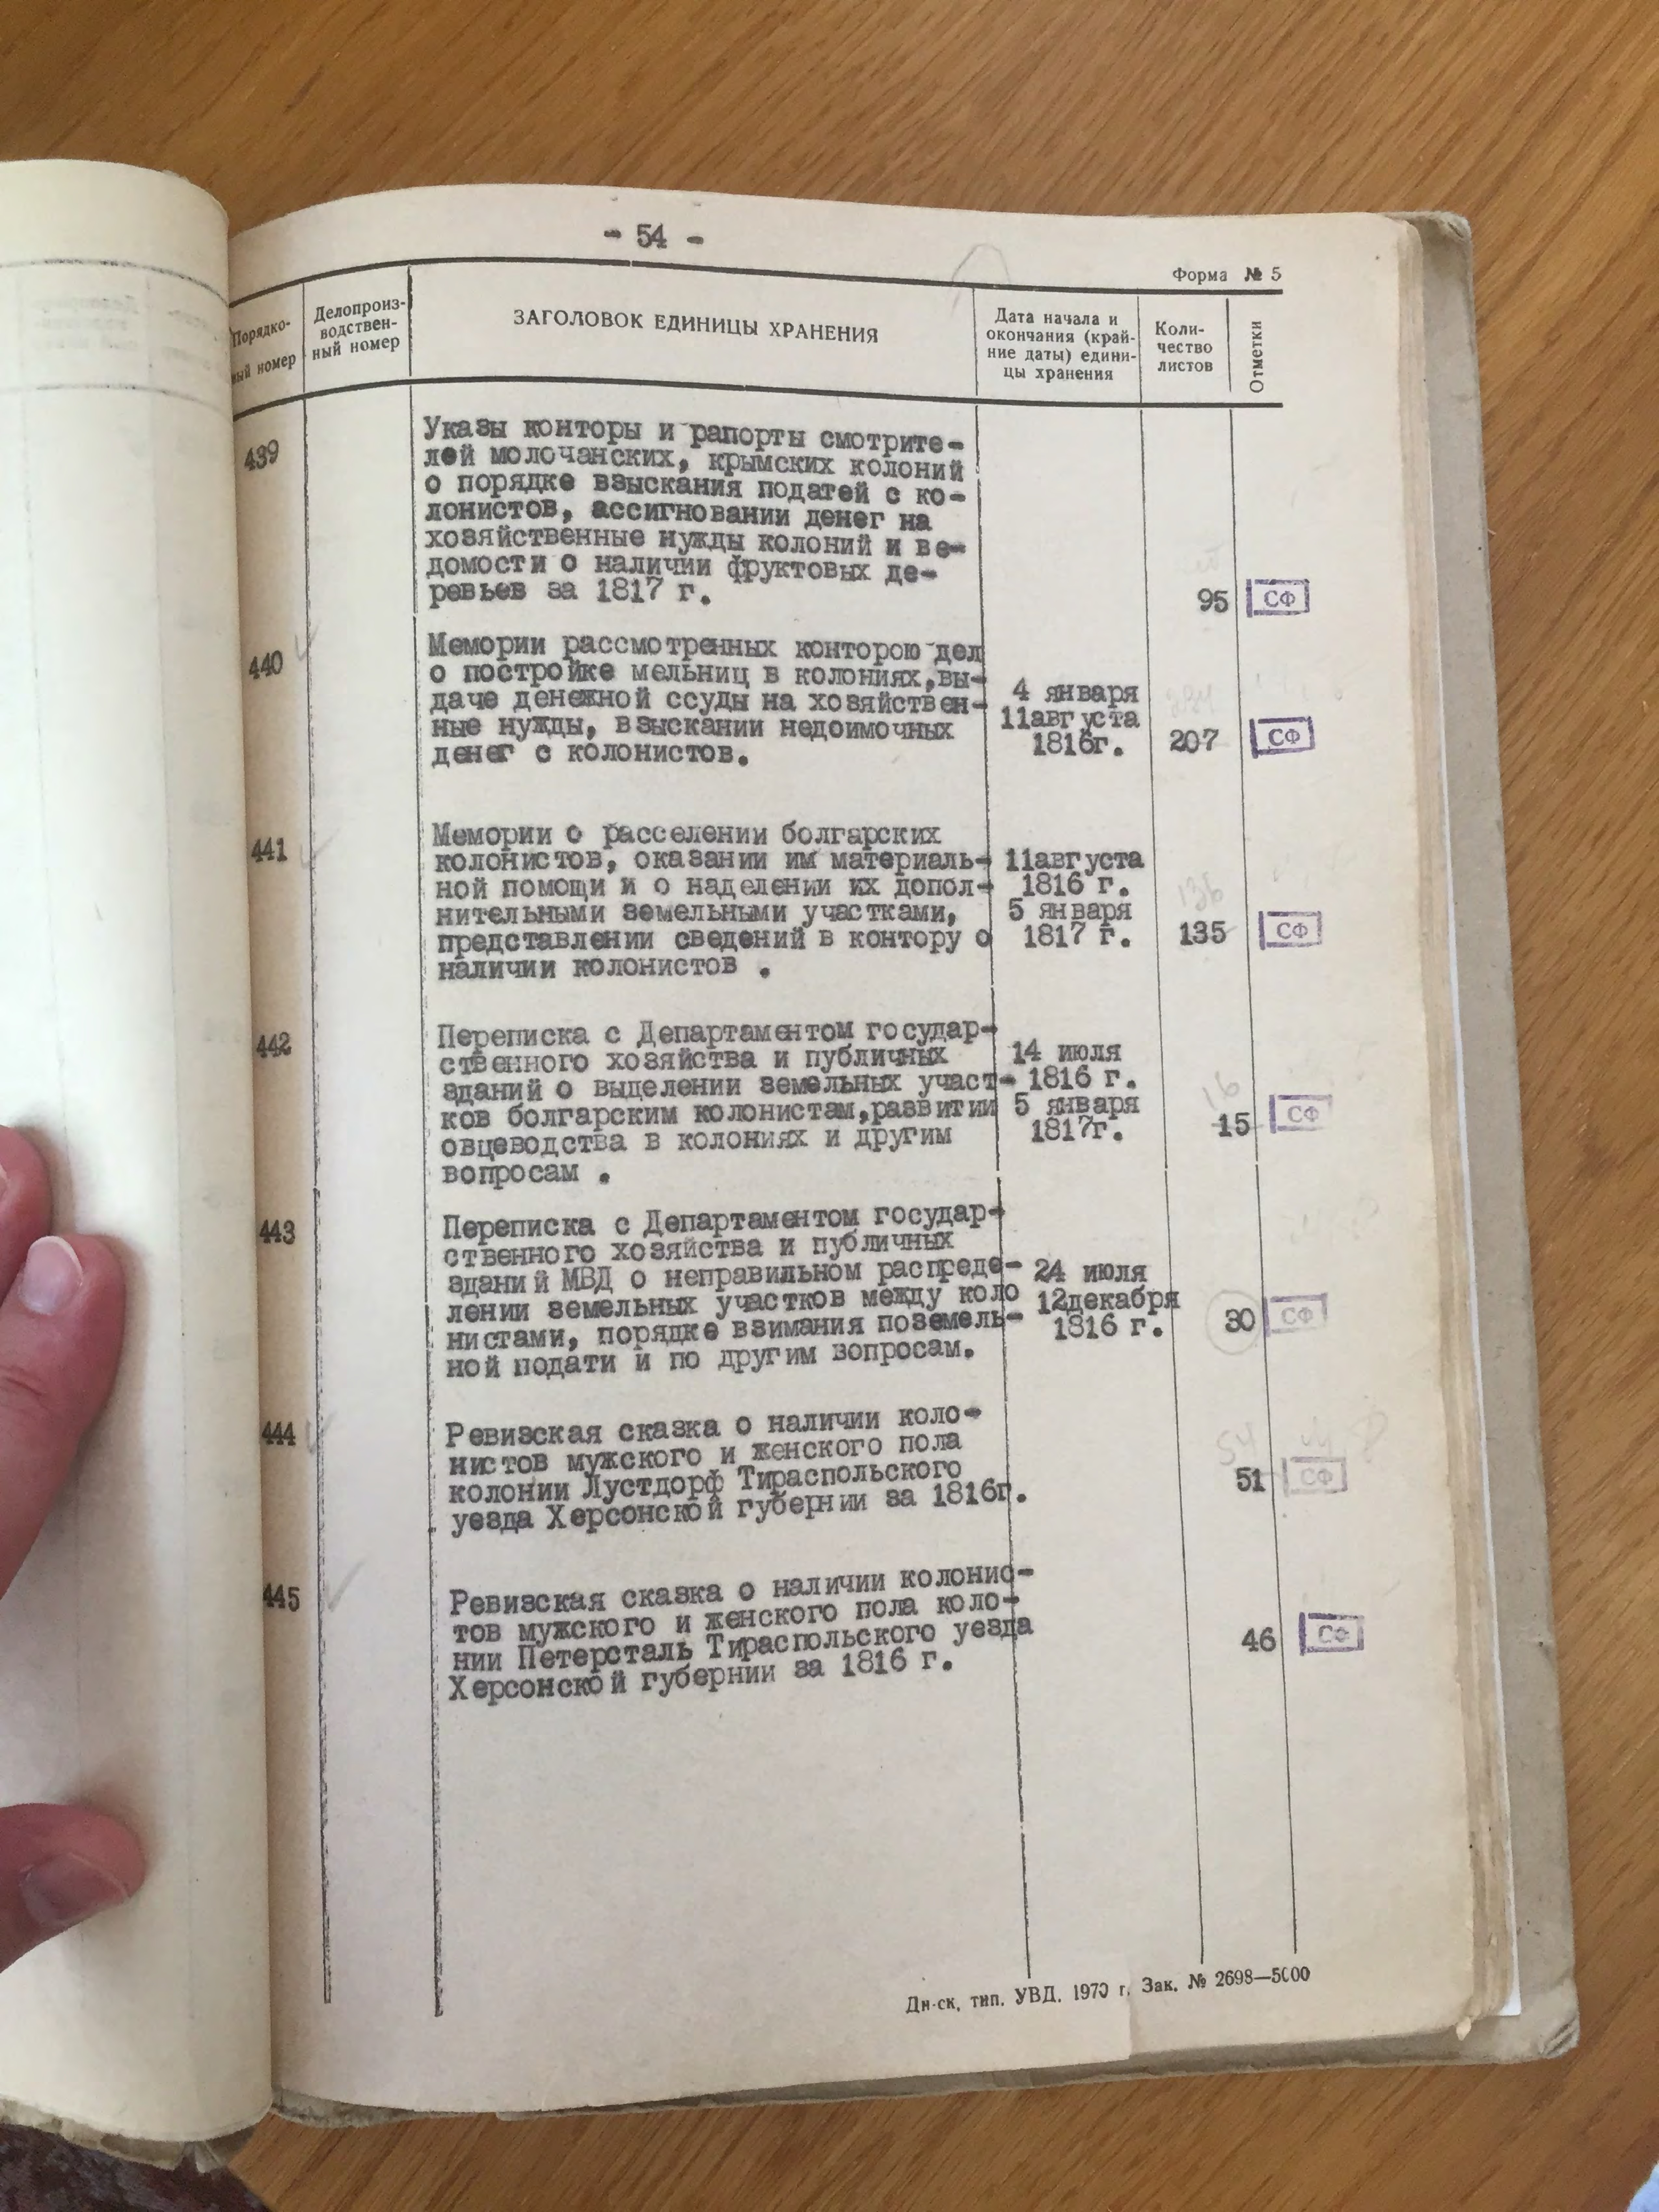 - 54 -
Форма № 5
Порядко-
ный номер
Делопроиз-
водствен-
ный номер
ЗАГОЛОВОК ЕДИНИЦЫ ХРАНЕНИЯ
Дата начала и
окончания (край-
ние даты) едини-
цы хранения
Коли-
чество
листов
Отметки
439
Указы конторы и рапорты смотрите-
лей молочанских, крымских колоний
о порядке взыскания податей с ко-
лонистов, ассигновании денег на
хозяйственные нужды колоний и ве-
домости о наличии фруктовых де-
ревьев за 1817 г.
95
СФ
440
Мемории рассмотренных конторою дел
о постройке мельниц в колониях,вы-
даче денежной ссуды на хозяйствен-
ные нужды, взыскании недоимочных
денег с колонистов.
4 января
11августа
1816г.
207
СФ
441
Мемории о расселении болгарских
колонистов, оказании им материаль-
ной помощи и о наделении их допол-
нительными земельными участками,
представлении сведений в контору о
наличии колонистов .
11августа
1816 г.
5 января
1817 г.
136
135
СФ
442
Переписка с Департаментом государ-
ственного хозяйства и публичных
зданий о выделении земельных участ-
ков болгарским колонистам,развитии
овцеводства в колониях и другим
вопросам .
14 июля
1816 г.
5 января
1817г.
16
15
СФ
443
Переписка с Департаментом государ-
ственного хозяйства и публичных
зданий МВД о неправильном распреде-
лении земельных участков между коло
нистами, порядке взимания поземель-
ной подати и по другим вопросам.
24 июля
12декабря
1816 г.
30
СФ
444
Ревизская сказка о наличии коло-
нистов мужского и женского пола
колонии Лустдорф Тираспольского
уезда Херсонской губернии за 1816г.
54
51
СФ
445
Ревизская сказка о наличии колонис-
тов мужского и женского пола коло-
нии Петерсталь Тираспольского уезда
Херсонской губернии за 1816 г.
46
СФ
Дн-ск, тип. УВД. 1970 г. Зак. № 2698—5000